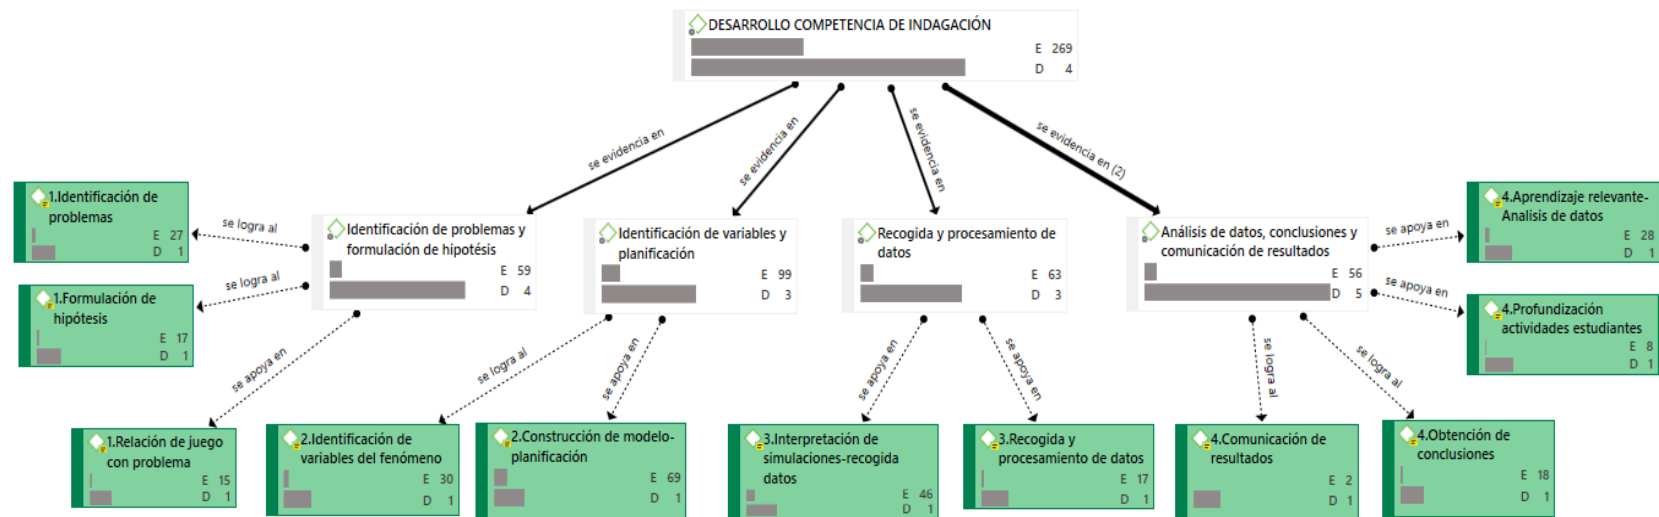 DESARROLLO COMPETENCIA DE INDAGACIÓN
E 269
D 4
se evidencia en
se evidencia en
se evidencia en
se evidencia en (2)
1.Identificación de
problemas
E 27
D 1
se logra al
1.Formulación de
hipótesis
E 17
D 1
se logra al
Identificación de problemas y
formulación de hipotésis
E 59
D 4
Identificación de variables y
planificación
E 99
D 3
Recogida y procesamiento de
datos
E 63
D 3
Análisis de datos, conclusiones y
comunicación de resultados
E 56
D 5
se apoya en
4.Aprendizaje relevante-
Analisis de datos
E 28
D 1
se apoya en
4.Profundización
actividades estudiantes
E 8
D 1
se apoya en
se logra al
se apoya en
se apoya en
se apoya en
se logra al
se logra al
1.Relación de juego
con problema
E 15
D 1
2.Identificación de
variables del fenómeno
E 30
D 1
2.Construcción de modelo-
planificación
E 69
D 1
3.Interpretación de
simulaciones-recogida
datos
E 46
D 1
3.Recogida y
procesamiento de datos
E 17
D 1
4.Comunicación de
resultados
E 2
D 1
4.Obtención de
conclusiones
E 18
D 1